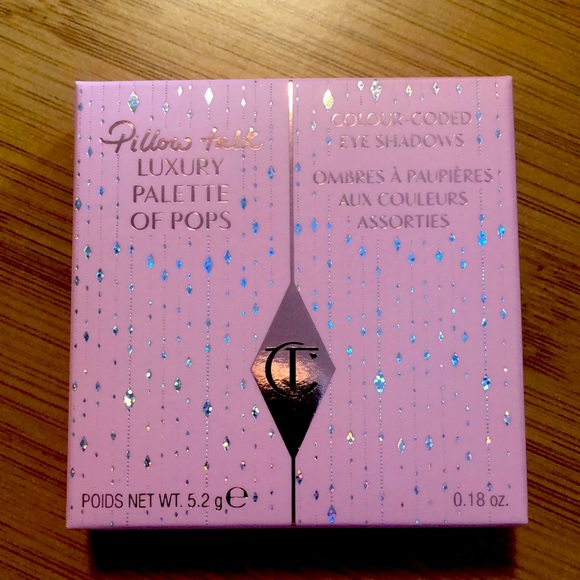 Pillow talk
LUXURY
PALETTE
OF POPS
COLOUR-CODED
EYE SHADOWS
OMBRES À PAUPIÈRES
AUX COULEURS
ASSORTIES
CT
POIDS NET WT. 5.2 g ℮
0.18 oz.